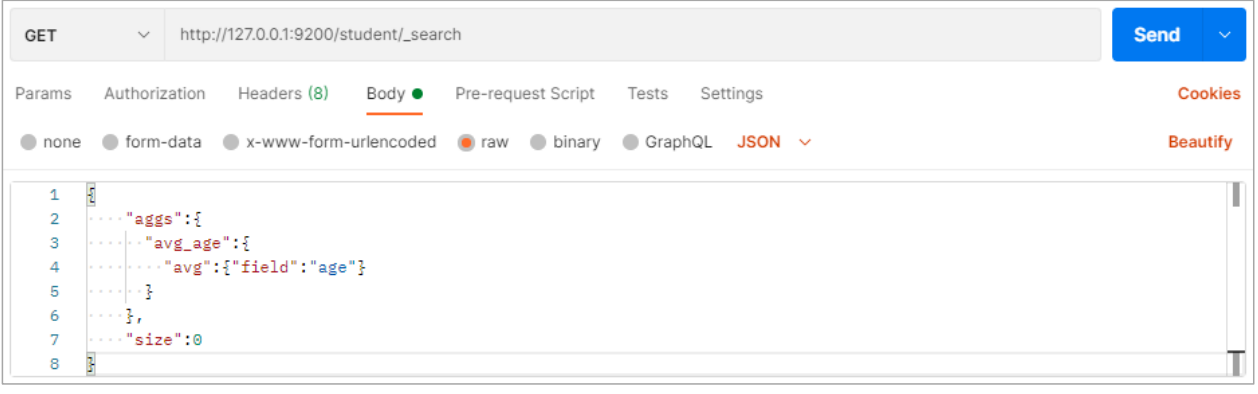 GET http://127.0.0.1:9200/student/_search Send
Params Authorization Headers (8) Body Pre-request Script Tests Settings Cookies
none form-data x-www-form-urlencoded raw binary GraphQL JSON Beautify
1 {
2 "aggs":{
3 "avg_age":{
4 "avg":{"field":"age"}
5 }
6 },
7 "size":0
8 }